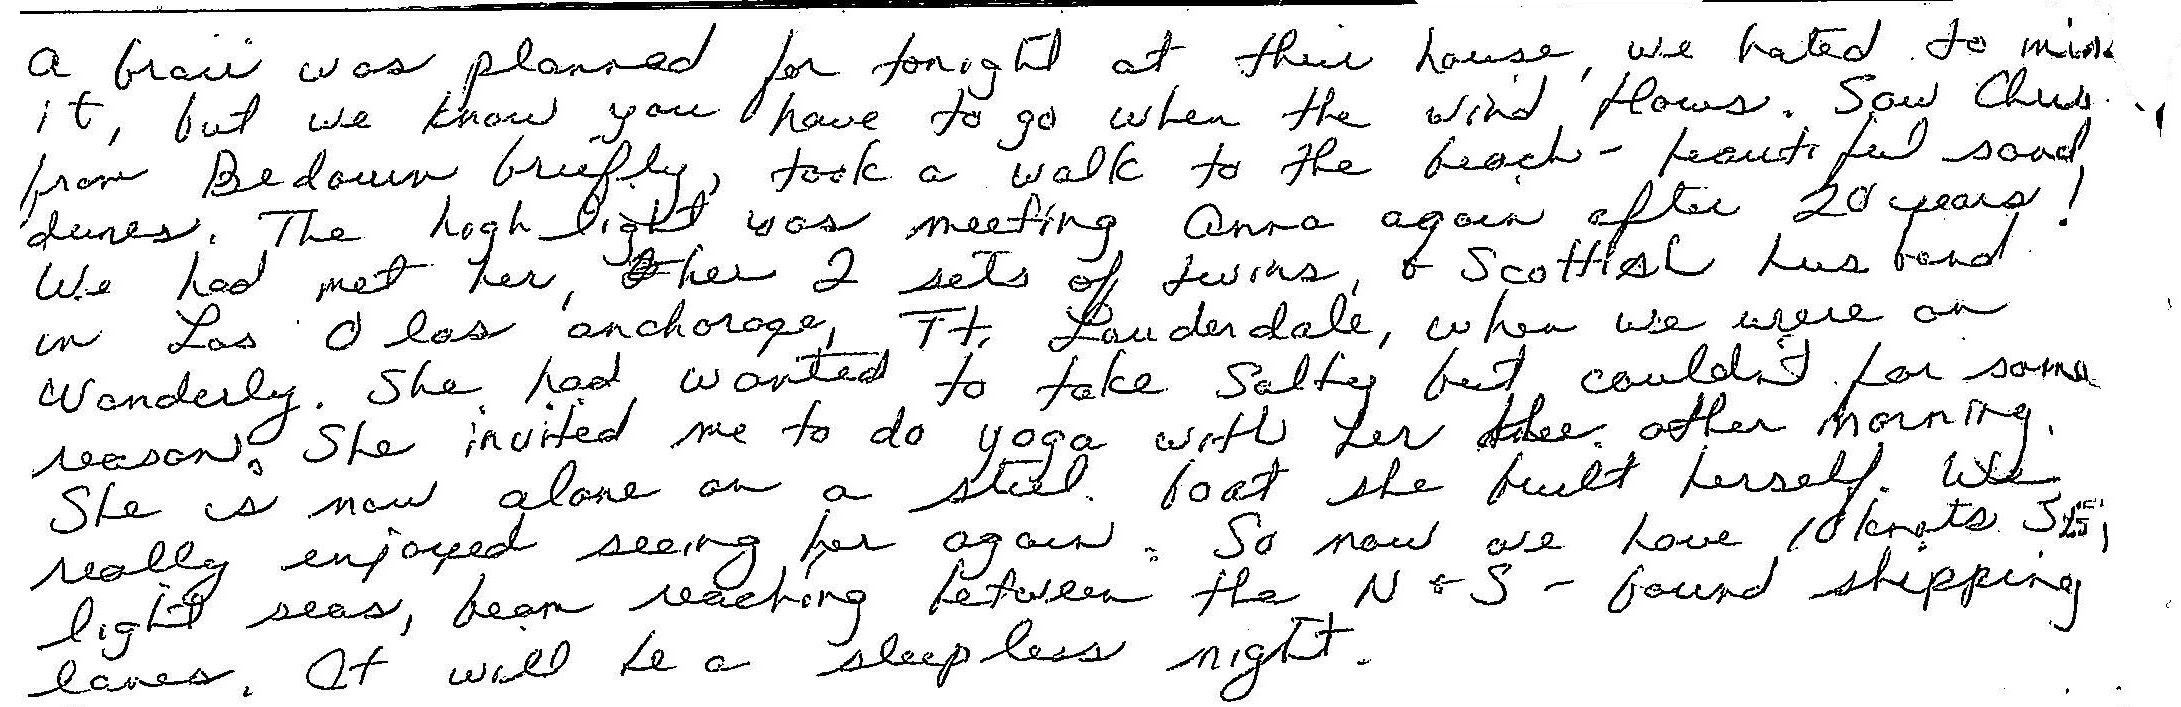 A braii was planned for tonight at their house, we hated to miss
it, but we know you have to go when the wind blows. Saw Chris
from Bedouin briefly, took a walk to the beach - beautiful sand
dunes. The high light was meeting Anna again after 20 years!
We had met her, her 2 sets of twins, & Scottish husband
in Las Olas anchorage, Ft. Lauderdale, when we were on
Wanderly. She had wanted to take Salty but couldn't for some
reason. She invited me to do yoga with her the other morning.
She is now alone on a steel boat she built herself. We
really enjoyed seeing her again. So now we have 10 knots
light seas, beam reaching between the N & S - bound shipping
lanes. It will be a sleepless night.